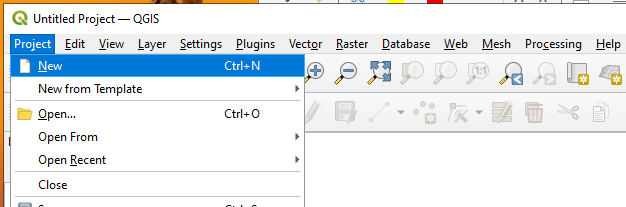 Untitled Project — QGIS
Project Edit View Layer Settings Plugins Vector Raster Database Web Mesh Processing Help
New Ctrl+N
New from Template
Open... Ctrl+O
Open From
Open Recent
Close